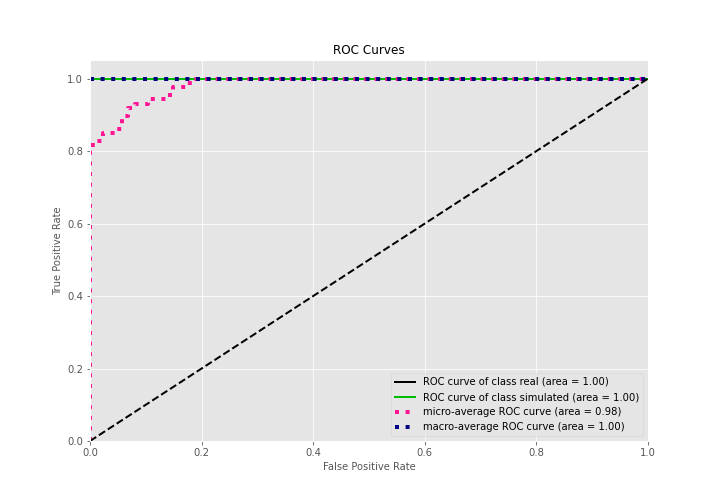 ROC Curves
1.0
0.8
0.6
0.4
0.2
0.0
True Positive Rate
0.0 0.2 0.4 0.6 0.8 1.0
False Positive Rate
ROC curve of class real (area = 1.00)
ROC curve of class simulated (area = 1.00)
micro-average ROC curve (area = 0.98)
macro-average ROC curve (area = 1.00)